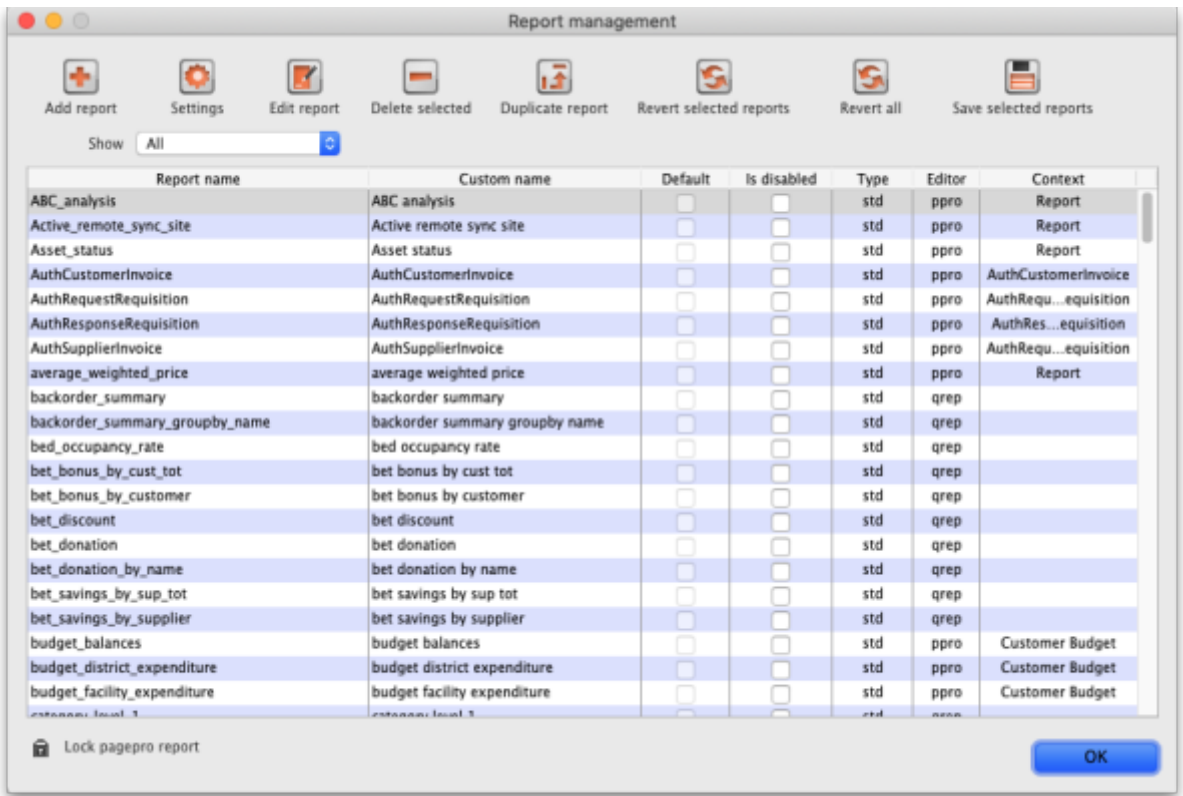 Report management
Add report Settings Edit report Delete selected Duplicate report Revert selected reports Revert all Save selected reports
Show All
Report name Custom name Default Is disabled Type Editor Context
ABC_analysis ABC analysis std ppro Report
Active_remote_sync_site Active remote sync site std ppro Report
Asset_status Asset status std ppro Report
AuthCustomerInvoice AuthCustomerInvoice std ppro AuthCustomerInvoice
AuthRequestRequisition AuthRequestRequisition std ppro AuthRequ...equisition
AuthResponseRequisition AuthResponseRequisition std ppro AuthRes...equisition
AuthSupplierInvoice AuthSupplierInvoice std ppro AuthRequ...equisition
average_weighted_price average weighted price std ppro Report
backorder_summary backorder summary std qrep
backorder_summary_groupby_name backorder summary groupby name std qrep
bed_occupancy_rate bed occupancy rate std qrep
bet_bonus_by_cust_tot bet bonus by cust tot std qrep
bet_bonus_by_customer bet bonus by customer std qrep
bet_discount bet discount std qrep
bet_donation bet donation std qrep
bet_donation_by_name bet donation by name std qrep
bet_savings_by_sup_tot bet savings by sup tot std qrep
bet_savings_by_supplier bet savings by supplier std qrep
budget_balances budget balances std ppro Customer Budget
budget_district_expenditure budget district expenditure std ppro Customer Budget
budget_facility_expenditure budget facility expenditure std ppro Customer Budget
category_level_1 category level 1 std qrep
Lock pagepro report
OK